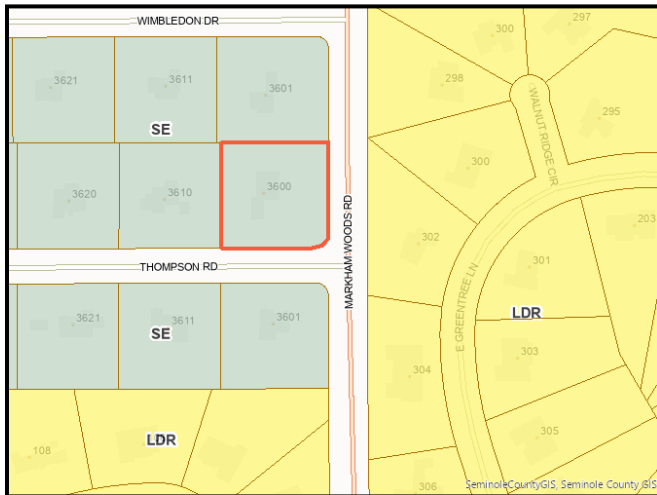 WIMBLEDON DR
300
297
3621
3611
3601
298
WALNUT RIDGE CIR
295
SE
300
3620
3610
3600
MARKHAM WOODS RD
203
302
301
THOMPSON RD
E GREENTREE LN
LDR
3621
3611
3601
SE
303
304
LDR
108
305
306
SeminoleCountyGIS, Seminole County GIS